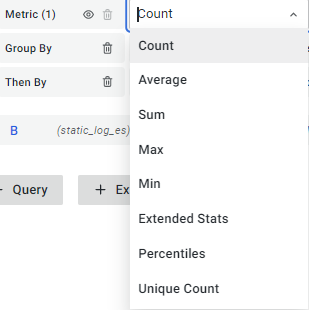 Metric (1) Count
Count
Group By
Average
Then By
Sum
B (static_log_es)
Max
Min
Query + Ex
Extended Stats
Percentiles
Unique Count